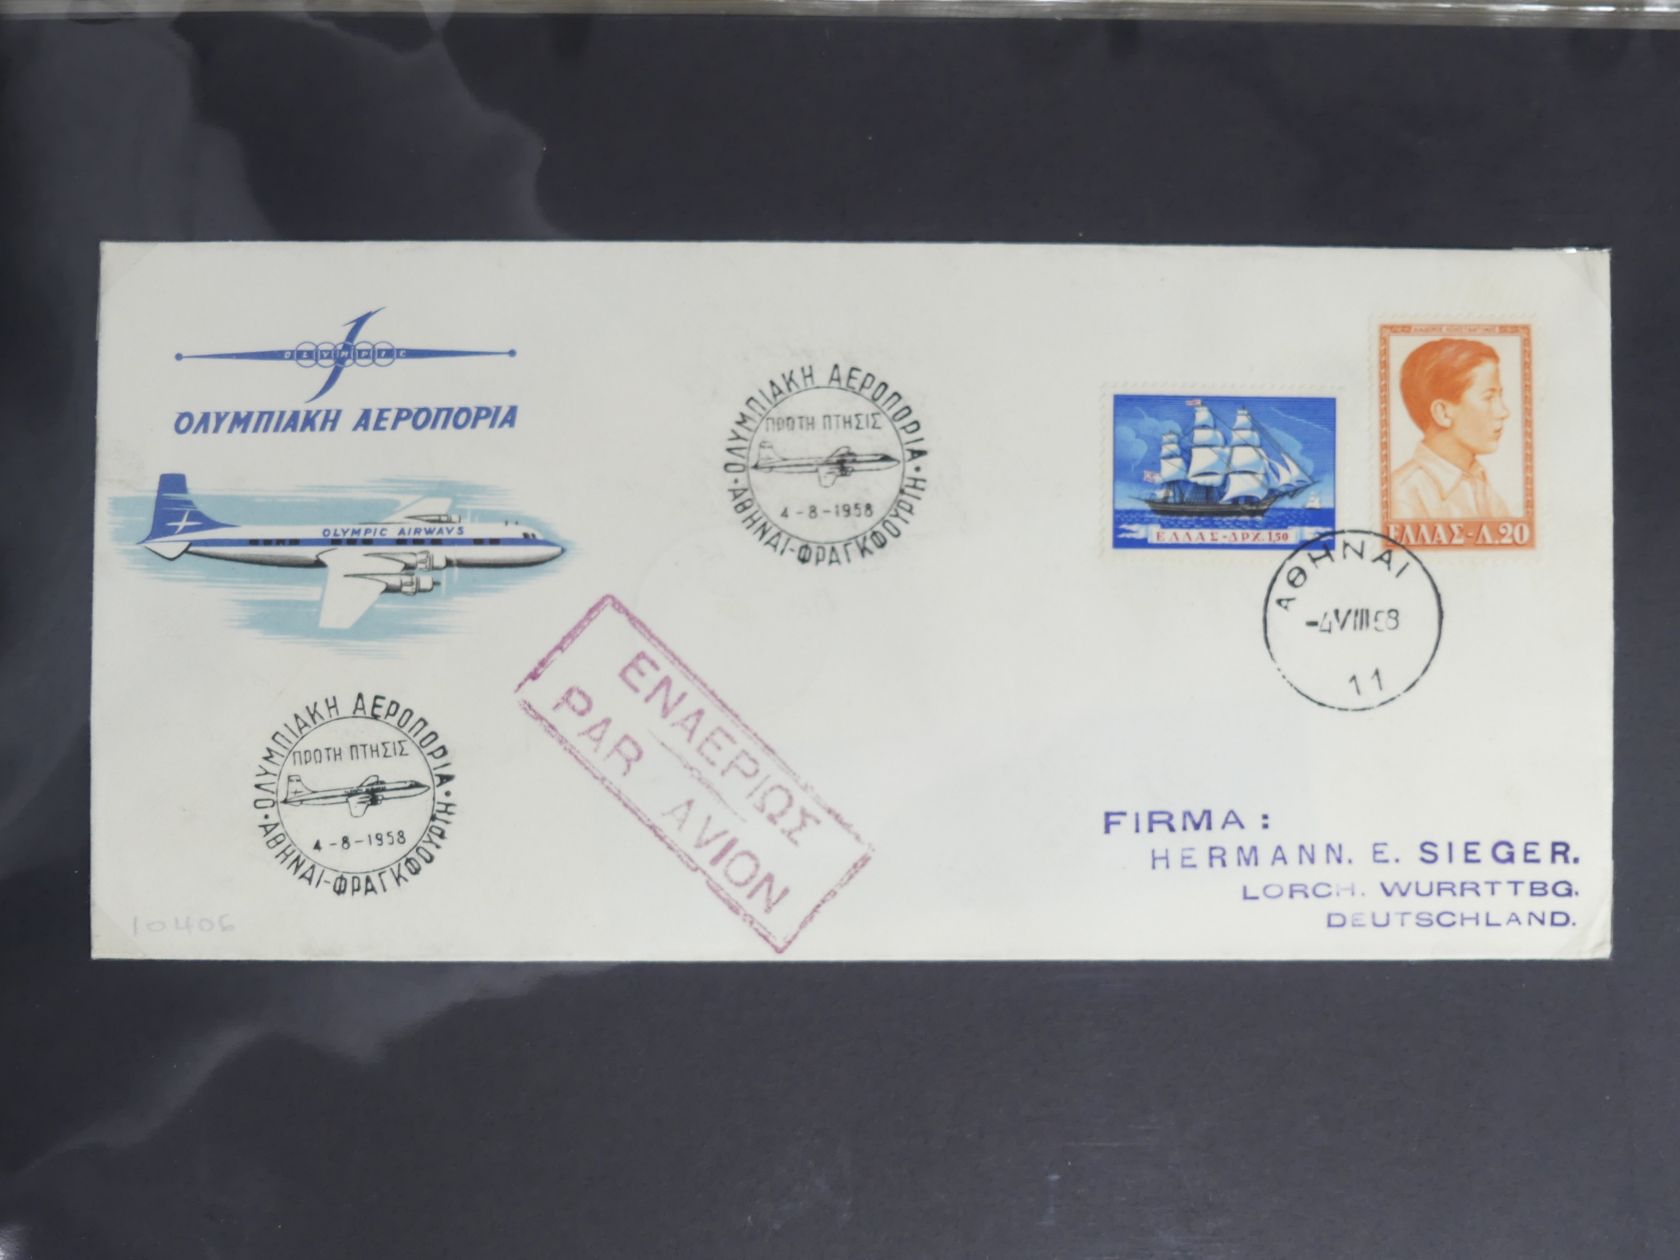 OLYMPIC
ΟΛΥΜΠΙΑΚΗ ΑΕΡΟΠΟΡΙΑ
OLYMPIC AIRWAYS
ΟΛΥΜΠΙΑΚΗ ΑΕΡΟΠΟΡΙΑ
ΠΡΩΤΗ ΠΤΗΣΙΣ
4-8-1958
ΑΘΗΝΑΙ-ΦΡΑΓΚΦΟΥΡΤΗ
ΕΛΛΑΣ-ΔΡΧ.1,50
ΕΛΛΑΣ-Λ.20
ΑΘΗΝΑΙ
-4VIII58
11
ΕΝΑΕΡΙΩΣ
PAR AVION
ΟΛΥΜΠΙΑΚΗ ΑΕΡΟΠΟΡΙΑ
ΠΡΩΤΗ ΠΤΗΣΙΣ
4-8-1958
ΑΘΗΝΑΙ-ΦΡΑΓΚΦΟΥΡΤΗ
FIRMA:
HERMANN. E. SIEGER.
LORCH. WURRTTBG.
DEUTSCHLAND.